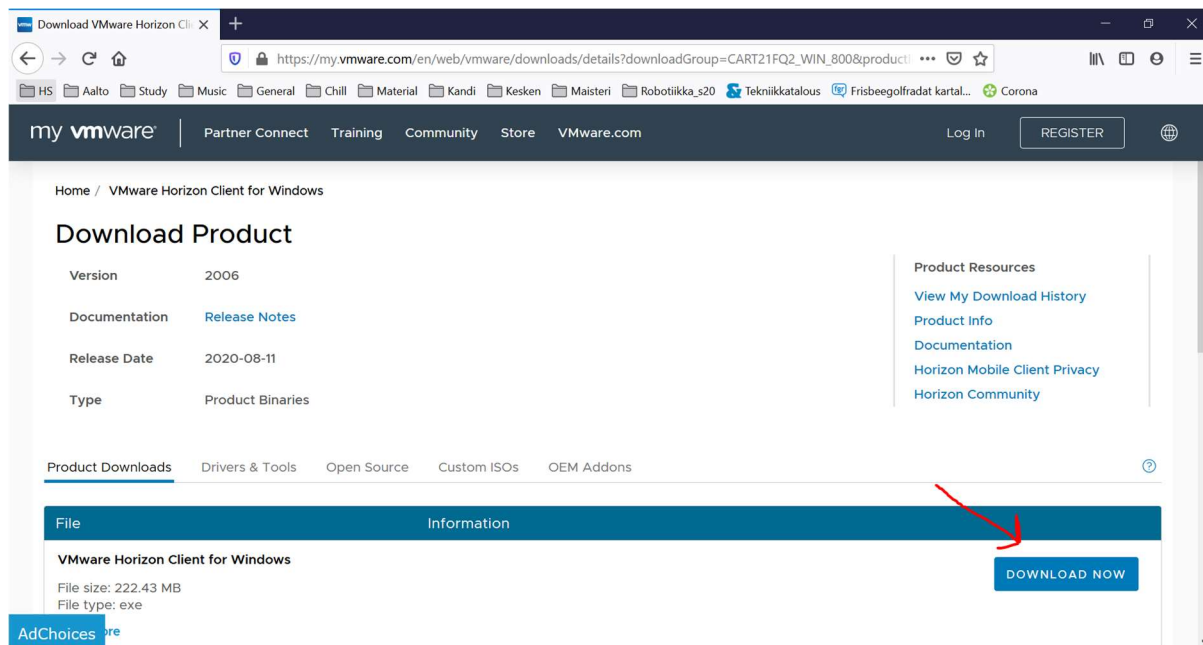 Download VMware Horizon Cli
https://my.vmware.com/en/web/vmware/downloads/details?downloadGroup=CART21FQ2_WIN_800&product
HS Aalto Study Music General Chill Material Kandi Kesken Maisteri Robotiikka_s20 Tekniikkatalous Frisbeegolfradat kartal... Corona
my vmware Partner Connect Training Community Store VMware.com Log In REGISTER
Home / VMware Horizon Client for Windows
Download Product
Version 2006
Documentation Release Notes
Release Date 2020-08-11
Type Product Binaries
Product Resources
View My Download History
Product Info
Documentation
Horizon Mobile Client Privacy
Horizon Community
Product Downloads Drivers & Tools Open Source Custom ISOs OEM Addons
File Information
VMware Horizon Client for Windows
DOWNLOAD NOW
File size: 222.43 MB
File type: exe
AdChoices